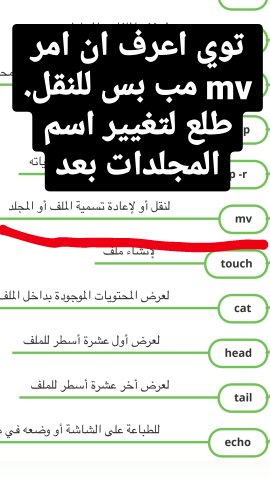 توي اعرف ان امر
mv مب بس للنقل.
طلع لتغيير اسم
المجلدات بعد
p -r
لنقل أو لإعادة تسمية الملف أو المجلد
mv
لإنشاء ملف
touch
لعرض المحتويات الموجودة بداخل الملف
cat
لعرض أول عشرة أسطر للملف
head
لعرض أخر عشرة أسطر للملف
tail
للطباعة على الشاشة أو وضعه في
echo